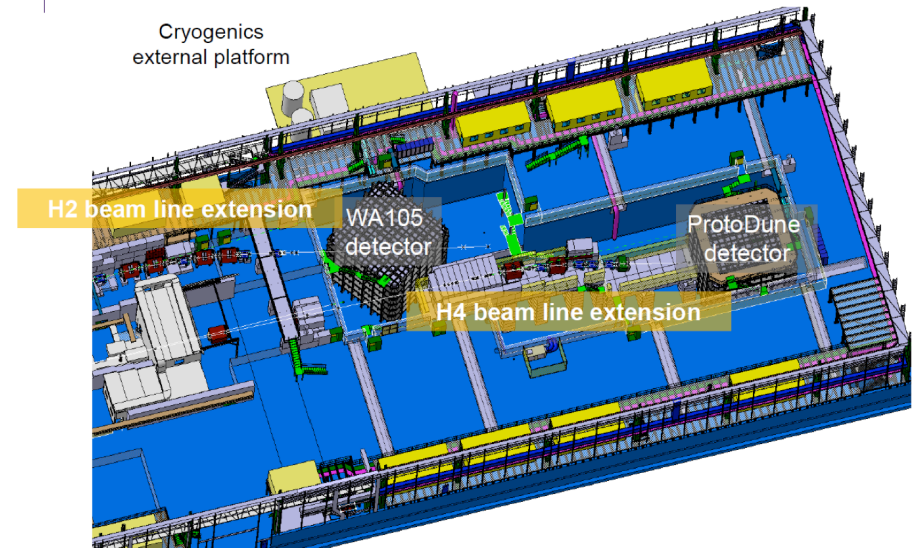 Cryogenics
external platform
H2 beam line extension
WA105
detector
ProtoDune
detector
H4 beam line extension